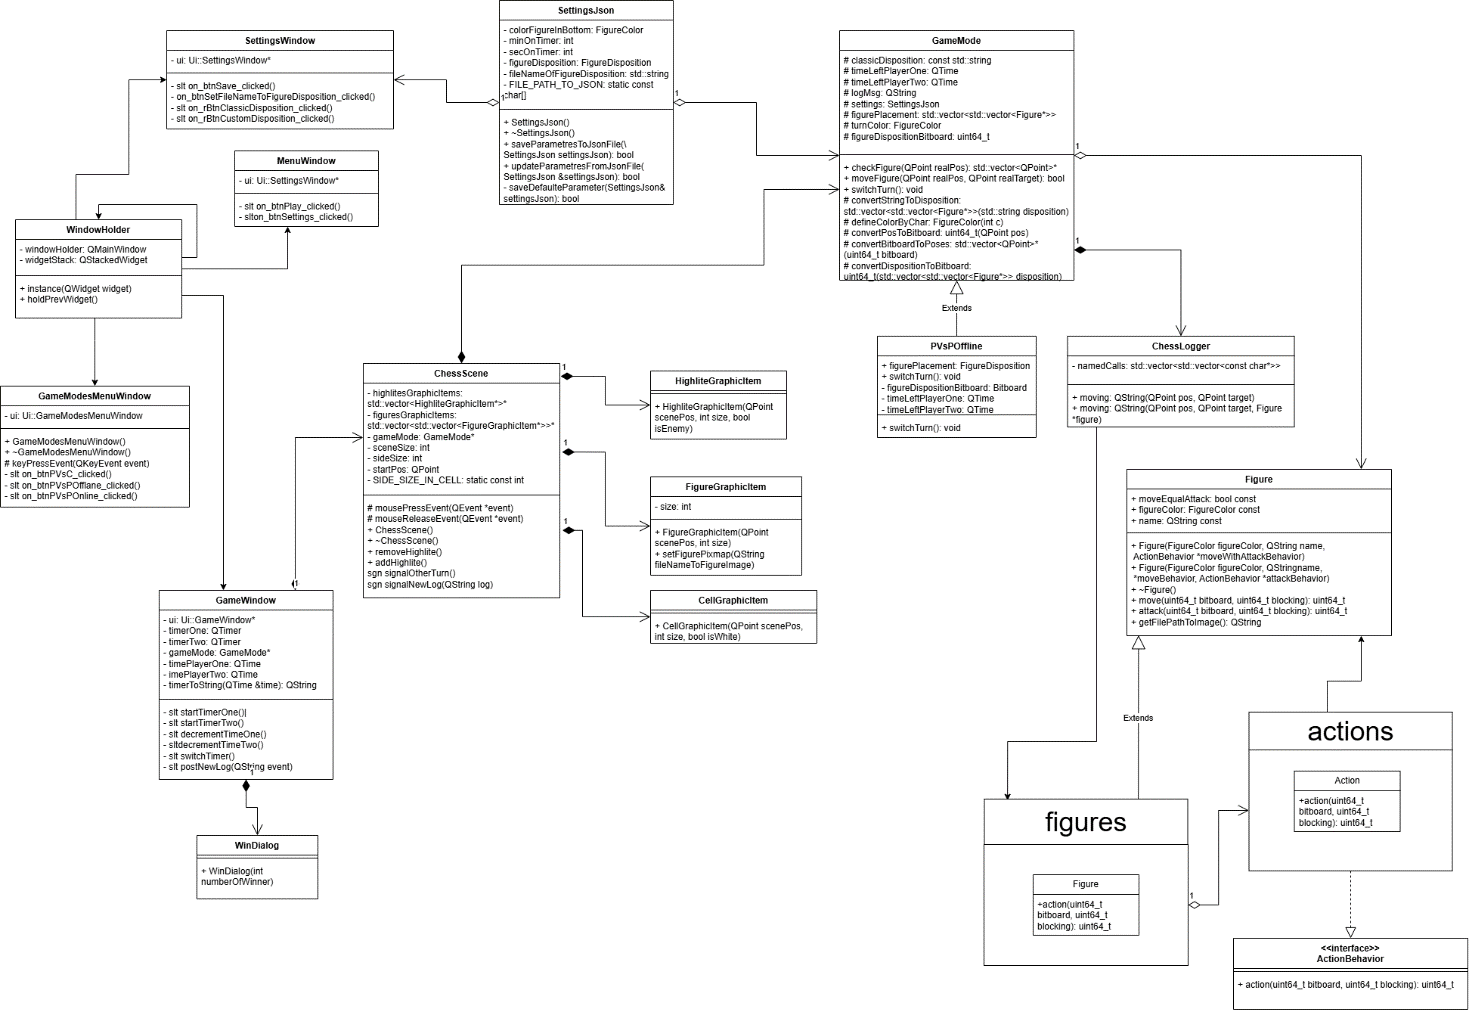 SettingsJson
- colorFigureInBottom: FigureColor
- minOnTimer: int
- secOnTimer: int
- figureDisposition: FigureDisposition
- fileNameOfFigureDisposition: std::string
- FILE_PATH_TO_JSON: static const
char[]
1
1
+ SettingsJson()
+ ~SettingsJson()
+ saveParametresToJsonFile(\
SettingsJson settingsJson): bool
+ updateParametresFromJsonFile(
SettingsJson &settingsJson): bool
- saveDefaulteParameter(SettingsJson&
settingsJson): bool
SettingsWindow
- ui: Ui::SettingsWindow*
- slt on_btnSave_clicked()
- on_btnSetFileNameToFigureDisposition_clicked()
- slt on_rBtnClassicDisposition_clicked()
- slt on_rBtnCustomDisposition_clicked()
MenuWindow
- ui: Ui::SettingsWindow*
- slt on_btnPlay_clicked()
- slton_btnSettings_clicked()
WindowHolder
- windowHolder: QMainWindow
- widgetStack: QStackedWidget
+ instance(QWidget widget)
+ holdPrevWidget()
GameModesMenuWindow
- ui: Ui::GameModesMenuWindow
+ GameModesMenuWindow()
+ ~GameModesMenuWindow()
# keyPressEvent(QKeyEvent event)
- slt on_btnPVsC_clicked()
- slt on_btnPVsPOfflane_clicked()
- slt on_btnPVsPOnline_clicked()
GameMode
# classicDisposition: const std::string
# timeLeftPlayerOne: QTime
# timeLeftPlayerTwo: QTime
# logMsg: QString
# settings: SettingsJson
# figurePlacement: std::vector<std::vector<Figure*>>
# turnColor: FigureColor
# figureDispositionBitboard: uint64_t
1
+ checkFigure(QPoint realPos): std::vector<QPoint>*
+ moveFigure(QPoint realPos, QPoint realTarget): bool
+ switchTurn(): void
# convertStringToDisposition:
std::vector<std::vector<Figure*>>(std::string disposition)
# defineColorByChar: FigureColor(int c)
# convertPosToBitboard: uint64_t(QPoint pos)
# convertBitboardToPoses: std::vector<QPoint>*
(uint64_t bitboard)
# convertDispositionToBitboard:
uint64_t(std::vector<std::vector<Figure*>> disposition)
1
Extends
PVsPOffline
+ figurePlacement: FigureDisposition
+ switchTurn(): void
- figureDispositionBitboard: Bitboard
- timeLeftPlayerOne: QTime
- timeLeftPlayerTwo: QTime
+ switchTurn(): void
ChessLogger
- namedCalls: std::vector<std::vector<const char*>>
+ moving: QString(QPoint pos, QPoint target)
+ moving: QString(QPoint pos, QPoint target, Figure
*figure)
ChessScene
- highlitesGraphicItems:
std::vector<HighliteGraphicItem*>*
- figuresGraphicItems:
std::vector<std::vector<FigureGraphicItem*>>*
- gameMode: GameMode*
- sceneSize: int
- sideSize: int
- startPos: QPoint
- SIDE_SIZE_IN_CELL: static const int
# mousePressEvent(QEvent *event)
# mouseReleaseEvent(QEvent *event)
+ ChessScene()
+ ~ChessScene()
+ removeHighlite()
+ addHighlite()
sgn signalOtherTurn()
sgn signalNewLog(QString log)
1
1
1
HighliteGraphicItem
+ HighliteGraphicItem(QPoint
scenePos, int size, bool
isEnemy)
FigureGraphicItem
- size: int
+ FigureGraphicItem(QPoint
scenePos, int size)
+ setFigurePixmap(QString
fileNameToFigureImage)
CellGraphicItem
+ CellGraphicItem(QPoint scenePos,
int size, bool isWhite)
Figure
+ moveEqualAttack: bool const
+ figureColor: FigureColor const
+ name: QString const
+ Figure(FigureColor figureColor, QString name,
ActionBehavior *moveWithAttackBehavior)
+ Figure(FigureColor figureColor, QStringname,
*moveBehavior, ActionBehavior *attackBehavior)
+ ~Figure()
+ move(uint64_t bitboard, uint64_t blocking): uint64_t
+ attack(uint64_t bitboard, uint64_t blocking): uint64_t
+ getFilePathToImage(): QString
1
GameWindow
- ui: Ui::GameWindow*
- timerOne: QTimer
- timerTwo: QTimer
- gameMode: GameMode*
- timePlayerOne: QTime
- imePlayerTwo: QTime
- timerToString(QTime &time): QString
- slt startTimerOne()|
- slt startTimerTwo()
- slt decrementTimeOne()
- sltdecrementTimeTwo()
- slt switchTimer()
- slt postNewLog(QString event)
1
WinDialog
+ WinDialog(int
numberOfWinner)
Extends
actions
Action
+action(uint64_t
bitboard, uint64_t
blocking): uint64_t
figures
Figure
+action(uint64_t
bitboard, uint64_t
blocking): uint64_t
1
<<interface>>
ActionBehavior
+ action(uint64_t bitboard, uint64_t blocking): uint64_t